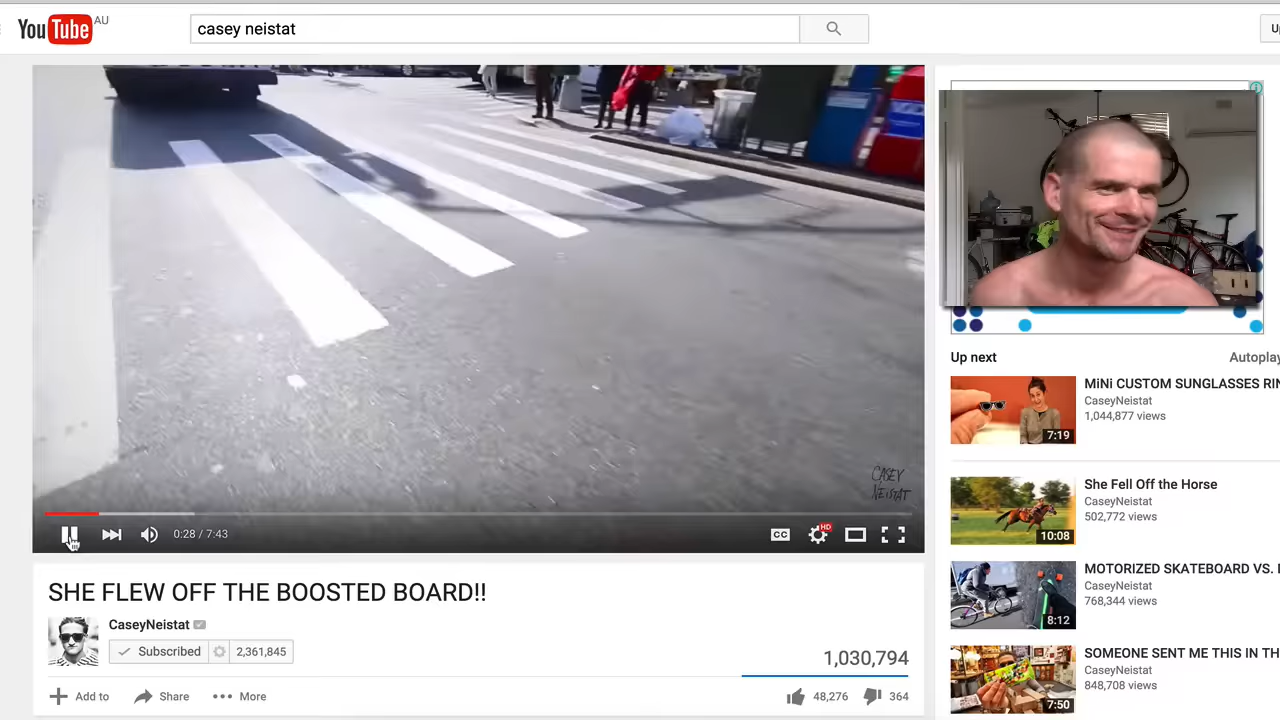 YouTube AU
casey neistat
Up
CASEY
NEISTAT
0:28 / 7:43
CC
HD
SHE FLEW OFF THE BOOSTED BOARD!!
CaseyNeistat
Subscribed 2,361,845
1,030,794
Add to Share More 48,276 364
Up next Autoplay
MiNi CUSTOM SUNGLASSES RIN
CaseyNeistat
1,044,877 views
7:19
She Fell Off the Horse
CaseyNeistat
502,772 views
10:08
MOTORIZED SKATEBOARD VS.
CaseyNeistat
768,344 views
8:12
SOMEONE SENT ME THIS IN TH
CaseyNeistat
848,708 views
7:50